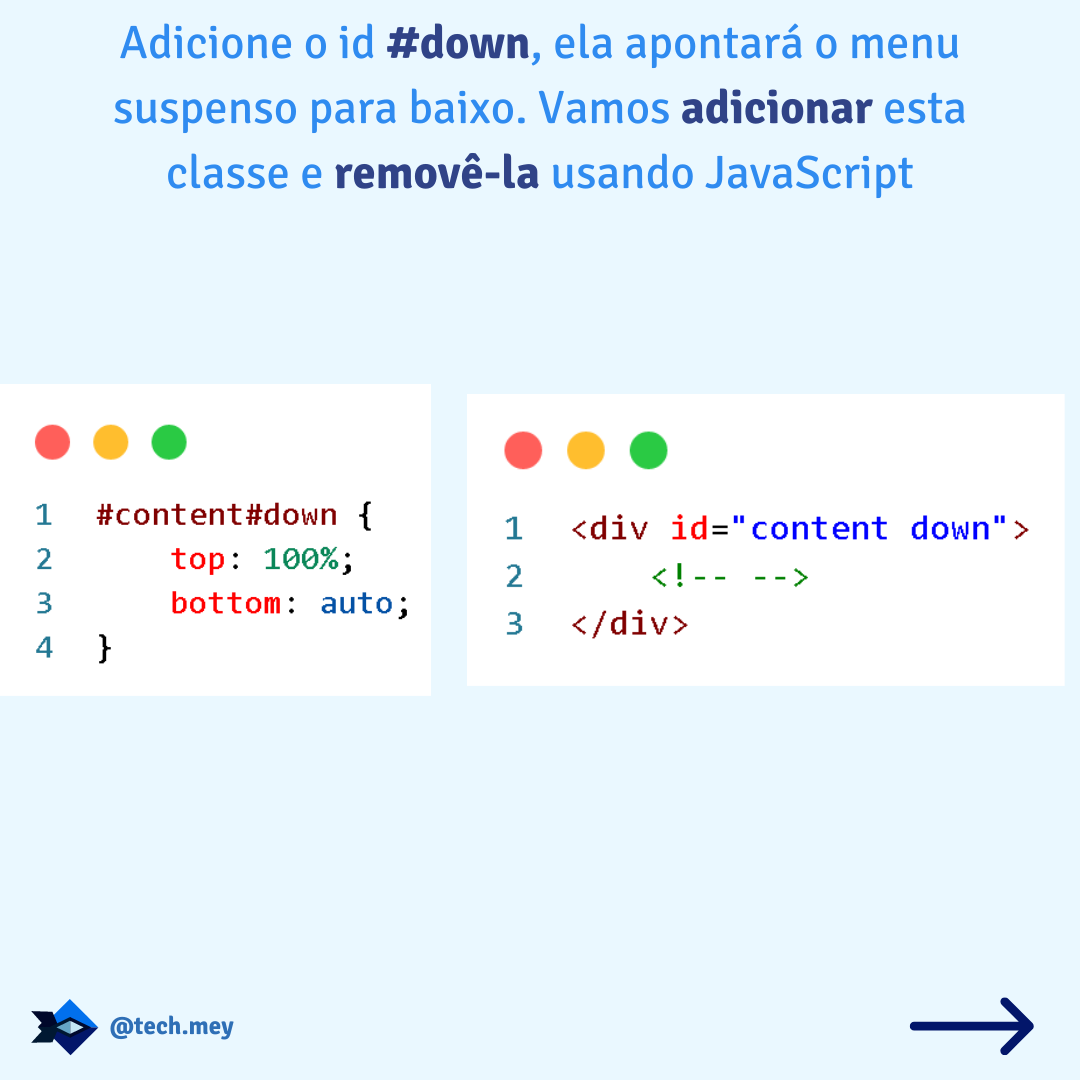 Adicione o id #down, ela apontará o menu
suspenso para baixo. Vamos adicionar esta
classe e removê-la usando JavaScript
1 #content#down {
2 top: 100%;
3 bottom: auto;
4 }
1 <div id="content down">
2 <!-- -->
3 </div>
@tech.mey